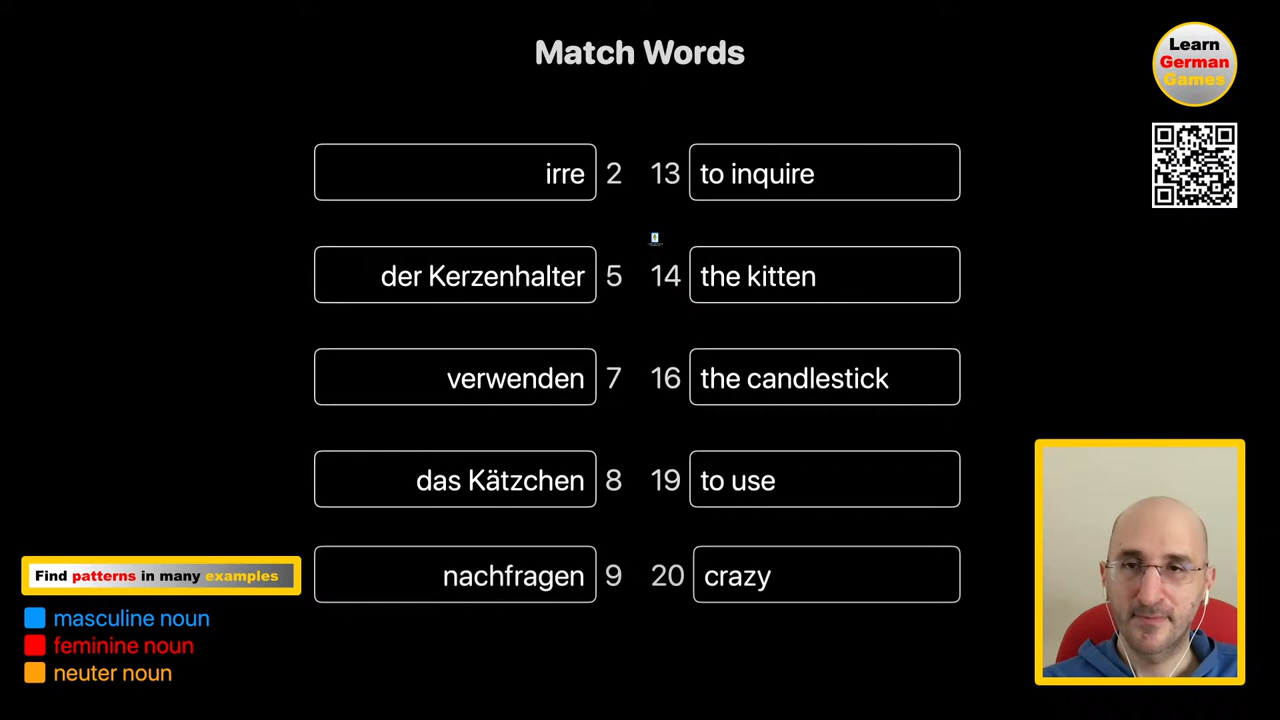 Match Words
Learn
German
Games
irre 2 13 to inquire
der Kerzenhalter 5 14 the kitten
verwenden 7 16 the candlestick
das Kätzchen 8 19 to use
nachfragen 9 20 crazy
Find patterns in many examples
masculine noun
feminine noun
neuter noun